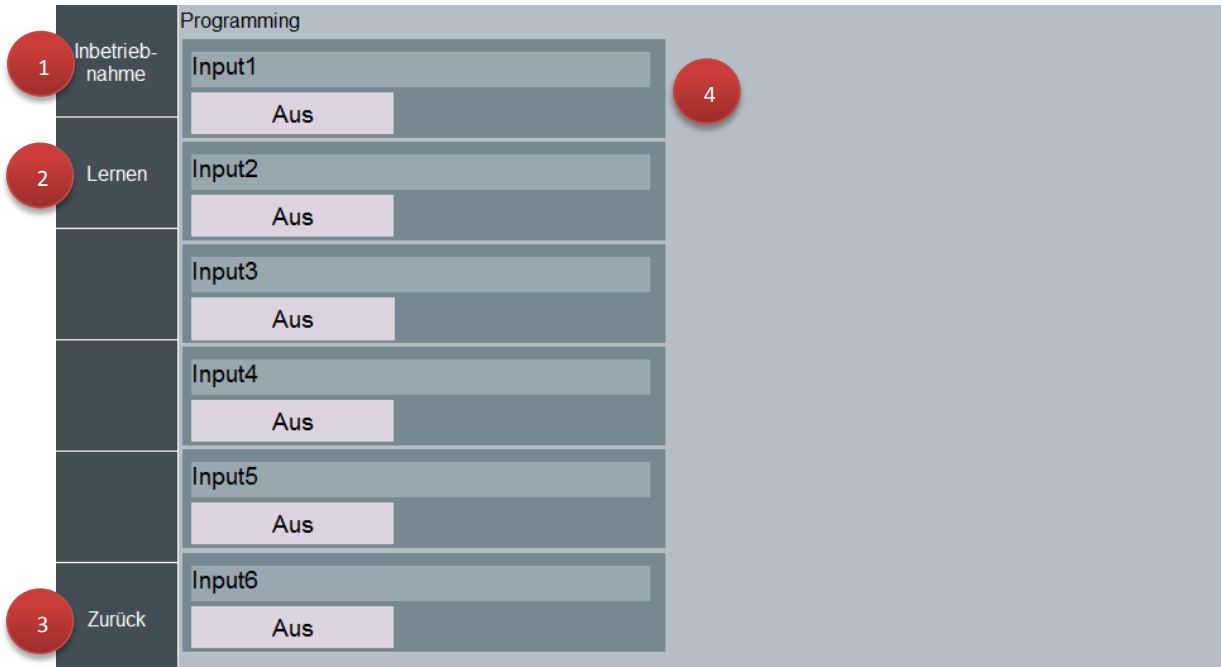 Programming
1
Inbetrieb-
nahme
Input1
4
Aus
2
Lernen
Input2
Aus
Input3
Aus
Input4
Aus
Input5
Aus
Input6
3
Zurück
Aus